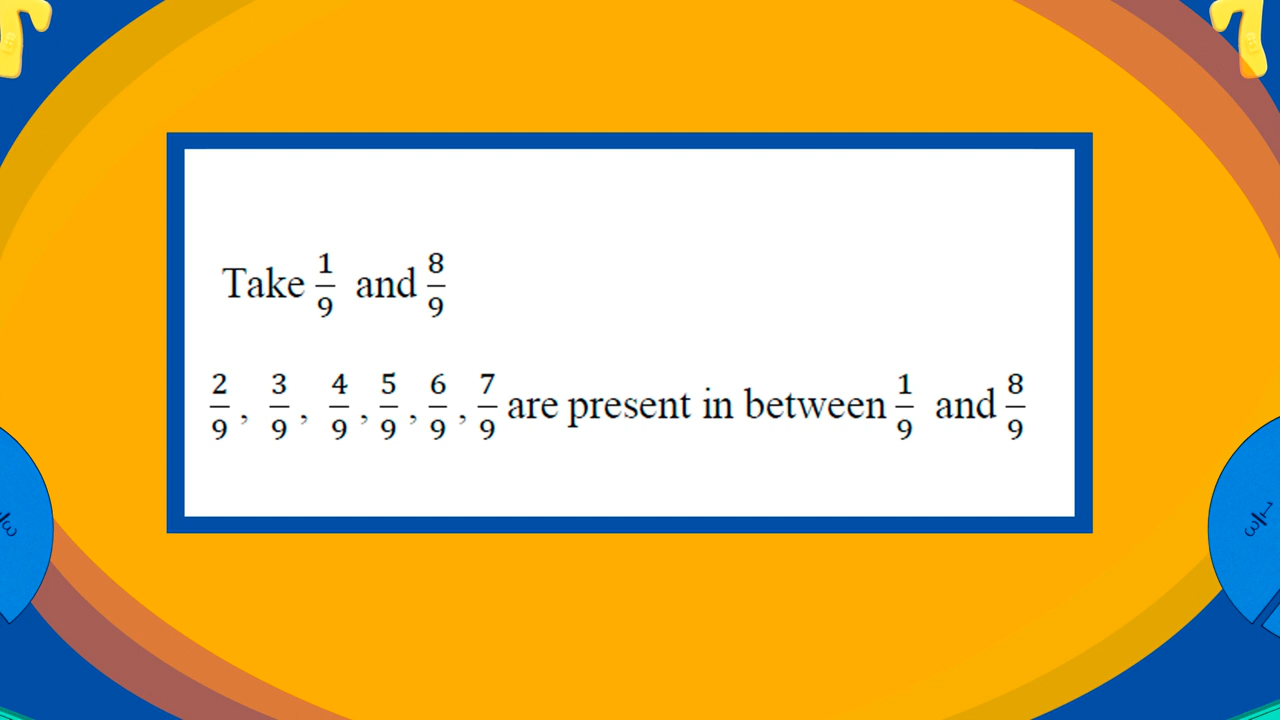 Take 1/9 and 8/9
2/9 , 3/9 , 4/9 , 5/9 , 6/9 , 7/9 are present in between 1/9 and 8/9